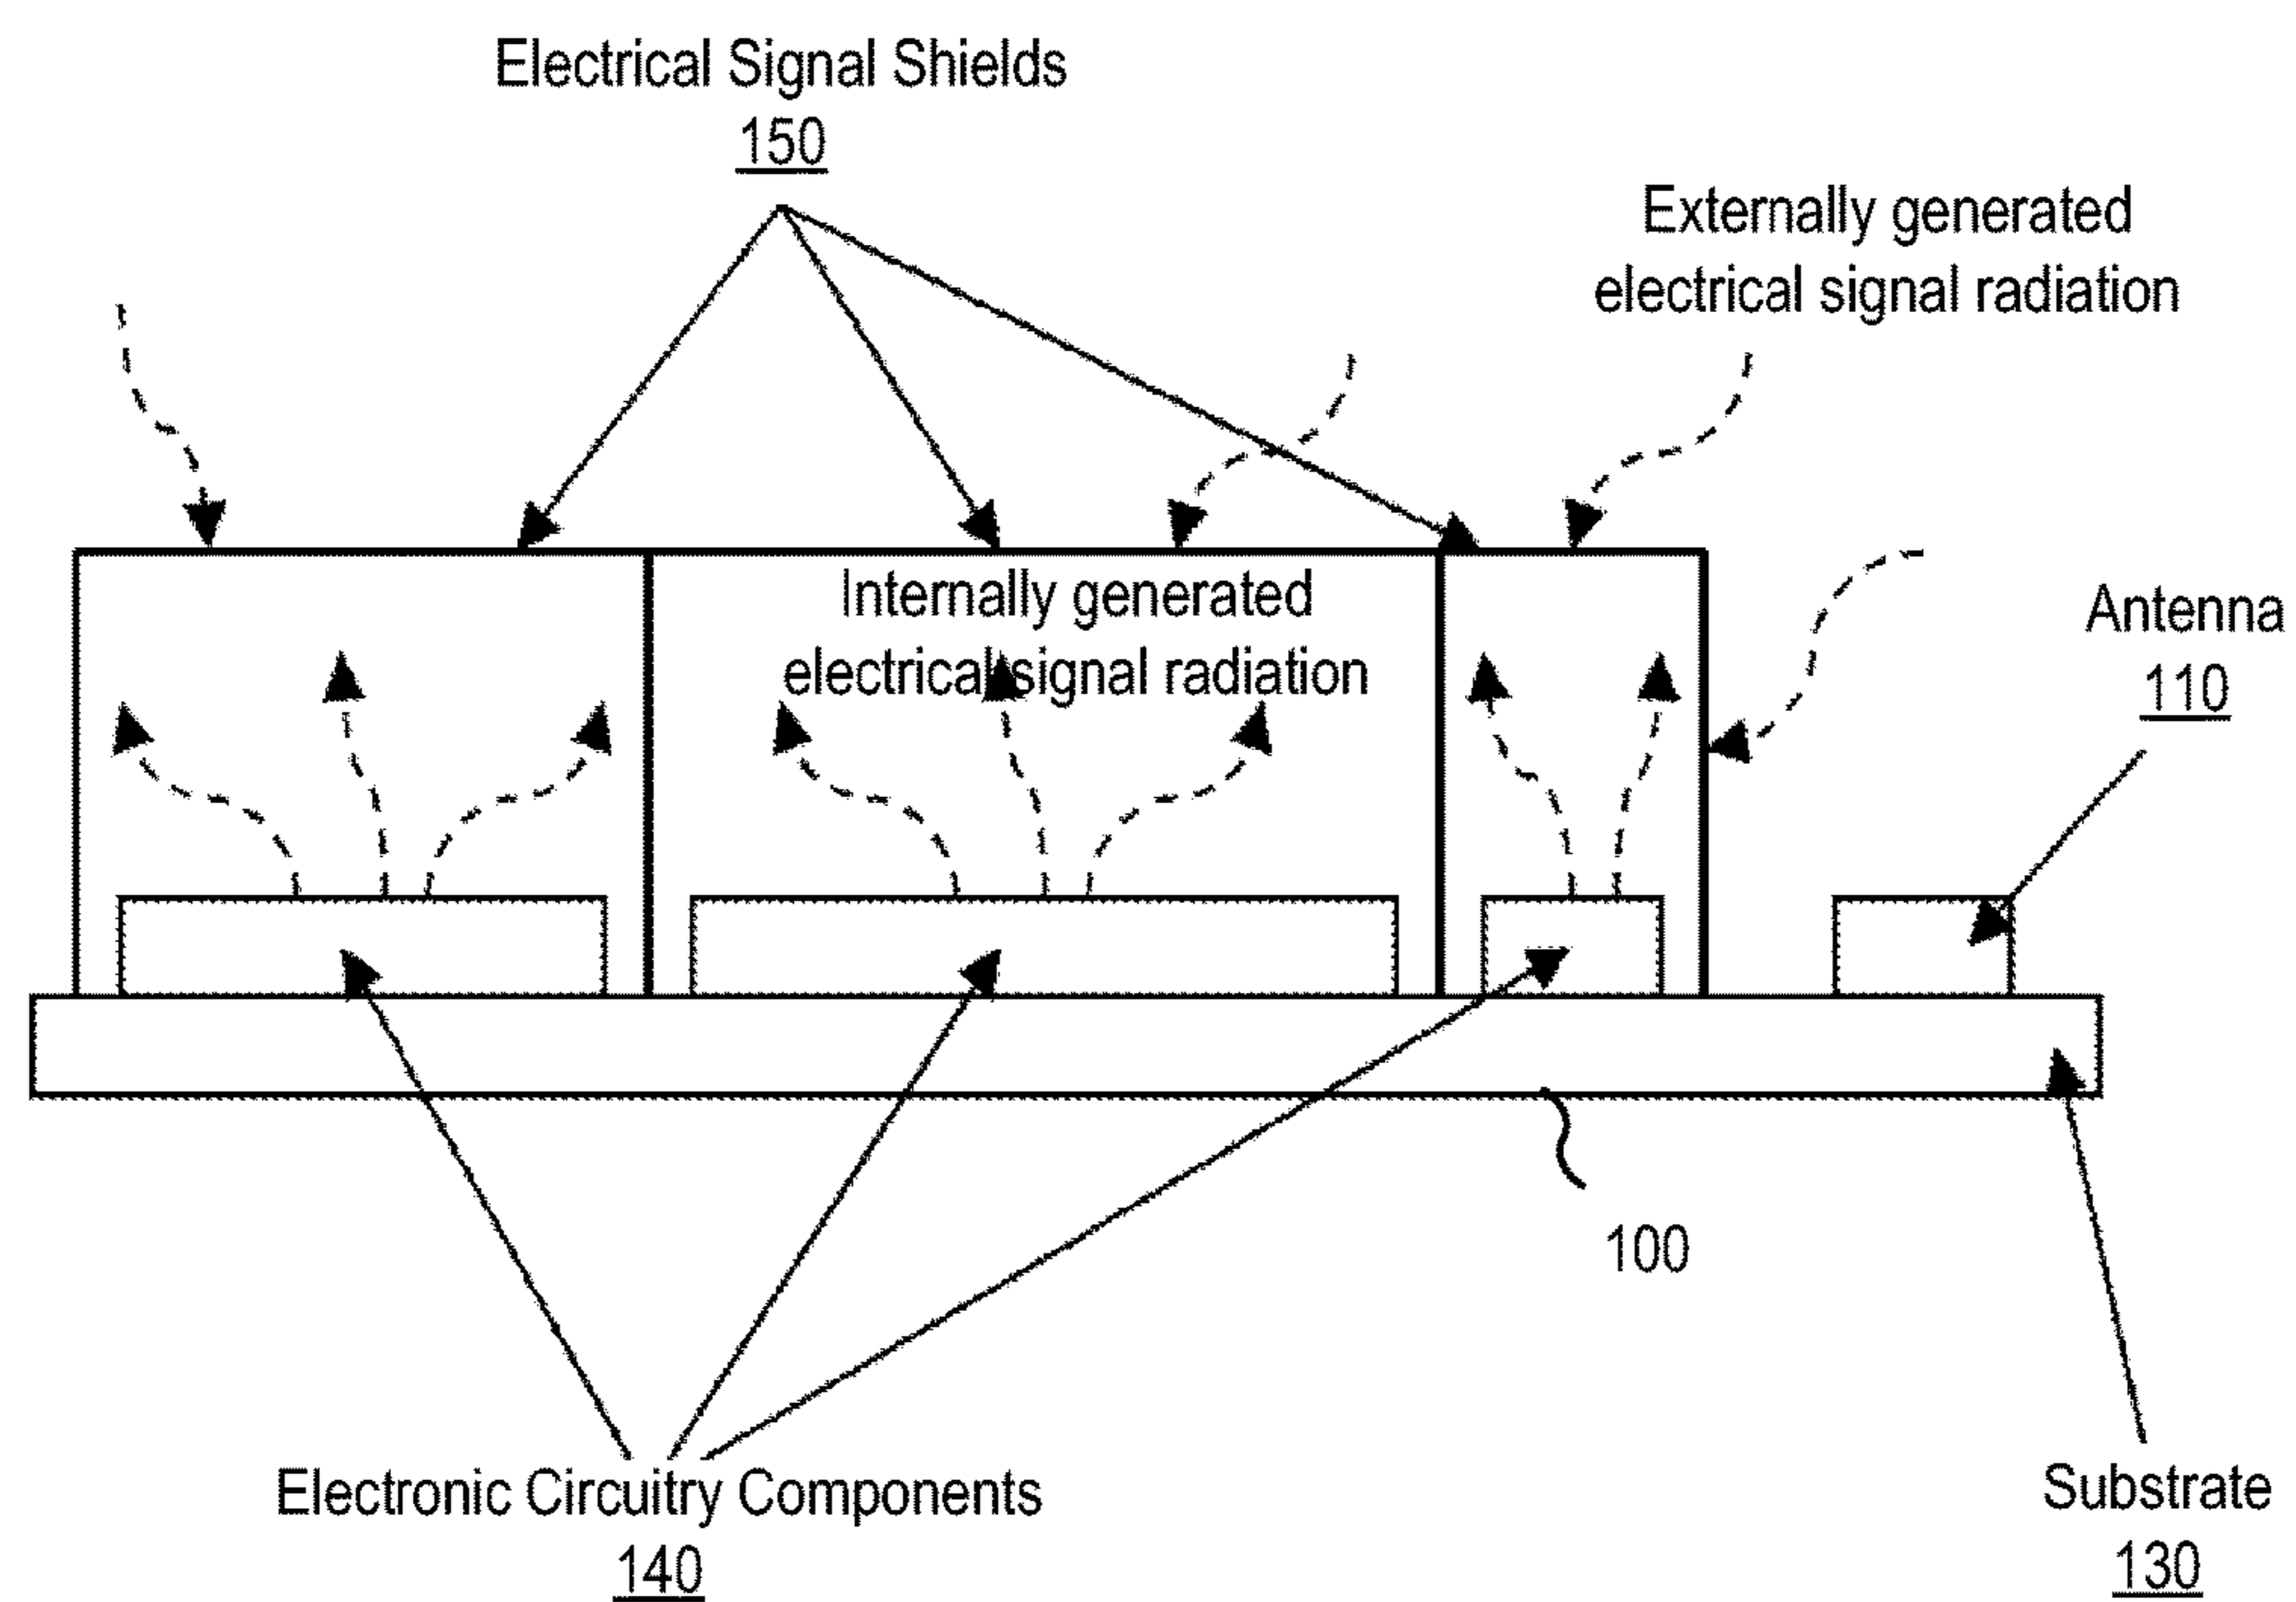 Electrical Signal Shields
150
Externally generated
electrical signal radiation
Internally generated
electrical signal radiation
Antenna
110
100
Electronic Circuitry Components
140
Substrate
130